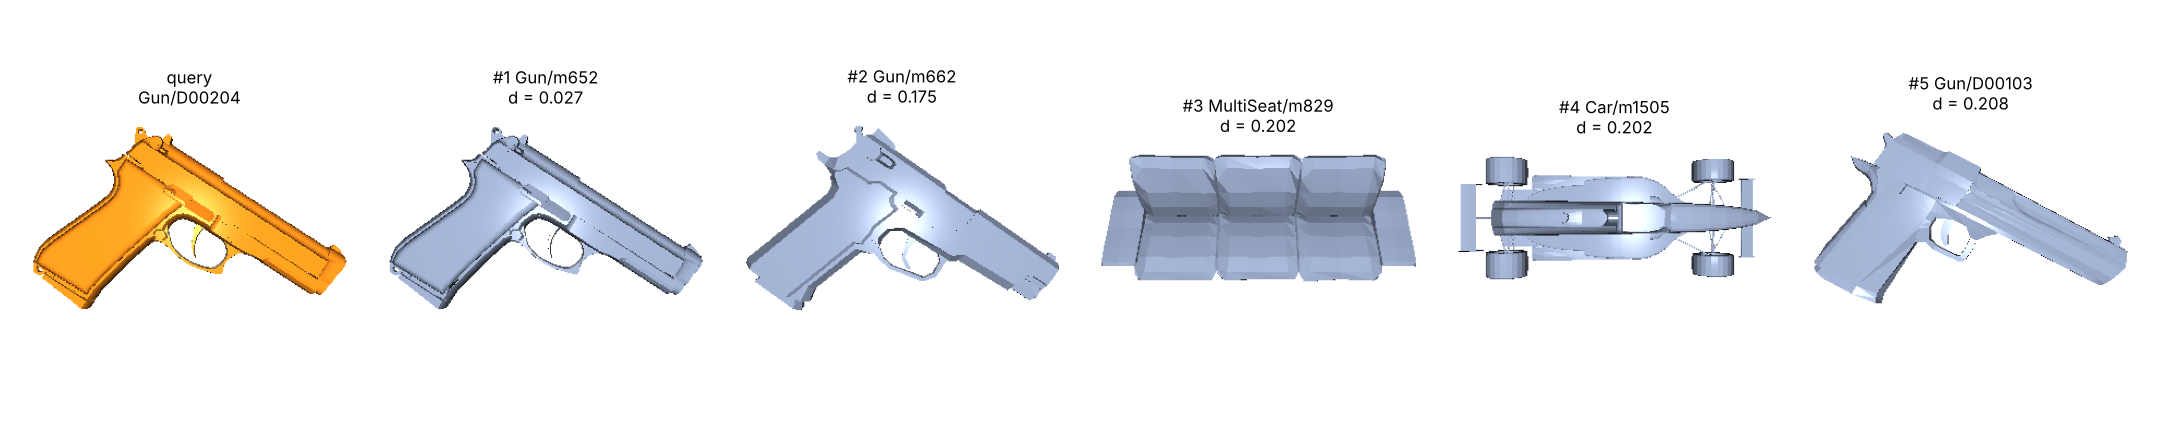 query
Gun/D00204
#1 Gun/m652
d = 0.027
#2 Gun/m662
d = 0.175
#3 MultiSeat/m829
d = 0.202
#4 Car/m1505
d = 0.202
#5 Gun/D00103
d = 0.208